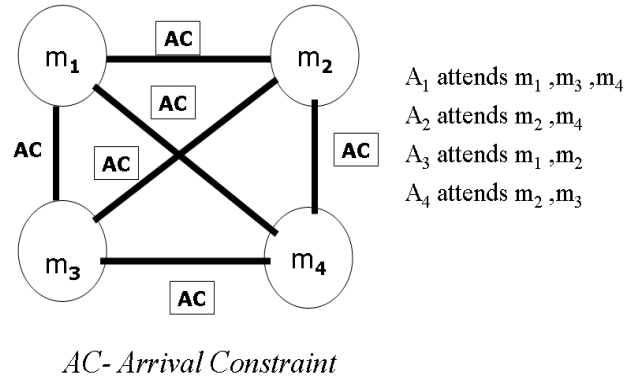 AC
m1
m2
AC
AC
AC
AC
m3
m4
AC
A1 attends m1 ,m3 ,m4
A2 attends m2 ,m4
A3 attends m1 ,m2
A4 attends m2 ,m3
AC- Arrival Constraint